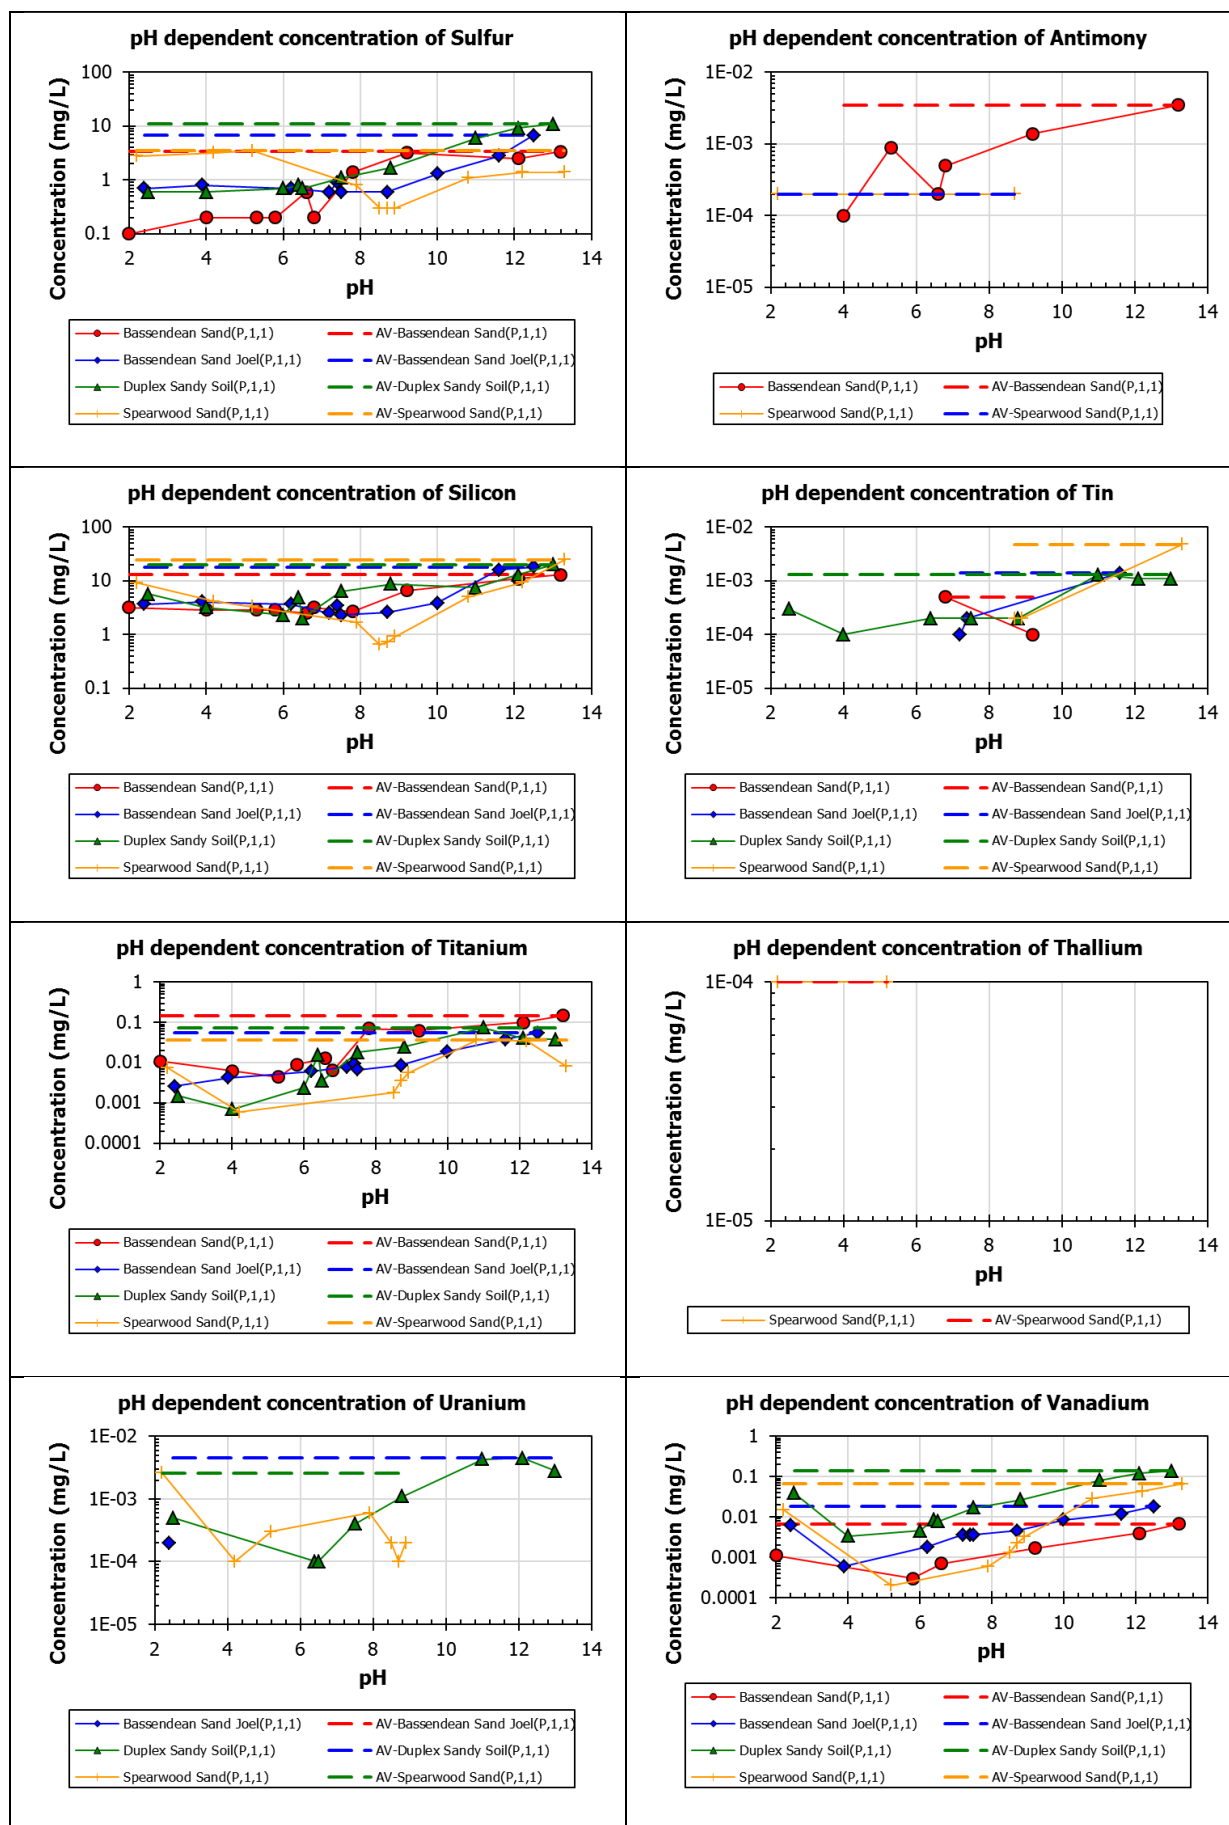 pH dependent concentration of Sulfur
Concentration (mg/L)
100
10
1
0.1
2 4 6 8 10 12 14
pH
Bassendean Sand(P,1,1) AV-Bassendean Sand(P,1,1)
Bassendean Sand Joel(P,1,1) AV-Bassendean Sand Joel(P,1,1)
Duplex Sandy Soil(P,1,1) AV-Duplex Sandy Soil(P,1,1)
Spearwood Sand(P,1,1) AV-Spearwood Sand(P,1,1)
pH dependent concentration of Antimony
Concentration (mg/L)
1E-02
1E-03
1E-04
1E-05
2 4 6 8 10 12 14
pH
Bassendean Sand(P,1,1) AV-Bassendean Sand(P,1,1)
Spearwood Sand(P,1,1) AV-Spearwood Sand(P,1,1)
pH dependent concentration of Silicon
Concentration (mg/L)
100
10
1
0.1
2 4 6 8 10 12 14
pH
Bassendean Sand(P,1,1) AV-Bassendean Sand(P,1,1)
Bassendean Sand Joel(P,1,1) AV-Bassendean Sand Joel(P,1,1)
Duplex Sandy Soil(P,1,1) AV-Duplex Sandy Soil(P,1,1)
Spearwood Sand(P,1,1) AV-Spearwood Sand(P,1,1)
pH dependent concentration of Tin
Concentration (mg/L)
1E-02
1E-03
1E-04
1E-05
2 4 6 8 10 12 14
pH
Bassendean Sand(P,1,1) AV-Bassendean Sand(P,1,1)
Bassendean Sand Joel(P,1,1) AV-Bassendean Sand Joel(P,1,1)
Duplex Sandy Soil(P,1,1) AV-Duplex Sandy Soil(P,1,1)
Spearwood Sand(P,1,1) AV-Spearwood Sand(P,1,1)
pH dependent concentration of Titanium
Concentration (mg/L)
1
0.1
0.01
0.001
0.0001
2 4 6 8 10 12 14
pH
Bassendean Sand(P,1,1) AV-Bassendean Sand(P,1,1)
Bassendean Sand Joel(P,1,1) AV-Bassendean Sand Joel(P,1,1)
Duplex Sandy Soil(P,1,1) AV-Duplex Sandy Soil(P,1,1)
Spearwood Sand(P,1,1) AV-Spearwood Sand(P,1,1)
pH dependent concentration of Thallium
Concentration (mg/L)
1E-04
1E-05
2 4 6 8 10 12 14
pH
Spearwood Sand(P,1,1) AV-Spearwood Sand(P,1,1)
pH dependent concentration of Uranium
Concentration (mg/L)
1E-02
1E-03
1E-04
1E-05
2 4 6 8 10 12 14
pH
Bassendean Sand Joel(P,1,1) AV-Bassendean Sand Joel(P,1,1)
Duplex Sandy Soil(P,1,1) AV-Duplex Sandy Soil(P,1,1)
Spearwood Sand(P,1,1) AV-Spearwood Sand(P,1,1)
pH dependent concentration of Vanadium
Concentration (mg/L)
1
0.1
0.01
0.001
0.0001
2 4 6 8 10 12 14
pH
Bassendean Sand(P,1,1) AV-Bassendean Sand(P,1,1)
Bassendean Sand Joel(P,1,1) AV-Bassendean Sand Joel(P,1,1)
Duplex Sandy Soil(P,1,1) AV-Duplex Sandy Soil(P,1,1)
Spearwood Sand(P,1,1) AV-Spearwood Sand(P,1,1)